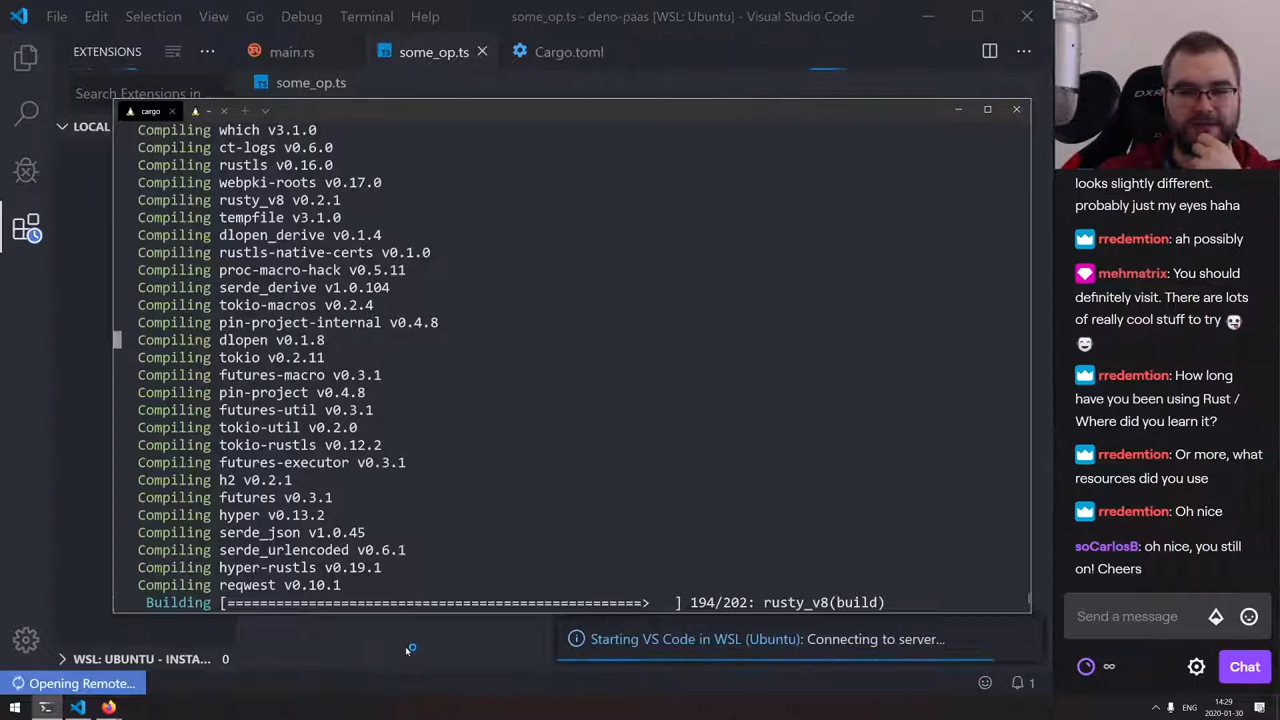 File Edit Selection View Go Debug Terminal Help
some_op.ts - deno-paas [WSL: Ubuntu] - Visual Studio Code
EXTENSIONS
main.rs
some_op.ts
Cargo.toml
Search Extensions in
some_op.ts
LOCAL
cargo
Compiling which v3.1.0
Compiling ct-logs v0.6.0
Compiling rustls v0.16.0
Compiling webpki-roots v0.17.0
Compiling rusty_v8 v0.2.1
Compiling tempfile v3.1.0
Compiling dlopen_derive v0.1.4
Compiling rustls-native-certs v0.1.0
Compiling proc-macro-hack v0.5.11
Compiling serde_derive v1.0.104
Compiling tokio-macros v0.2.4
Compiling pin-project-internal v0.4.8
Compiling dlopen v0.1.8
Compiling tokio v0.2.11
Compiling futures-macro v0.3.1
Compiling pin-project v0.4.8
Compiling futures-util v0.3.1
Compiling tokio-util v0.2.0
Compiling tokio-rustls v0.12.2
Compiling futures-executor v0.3.1
Compiling h2 v0.2.1
Compiling futures v0.3.1
Compiling hyper v0.13.2
Compiling serde_json v1.0.45
Compiling serde_urlencoded v0.6.1
Compiling hyper-rustls v0.19.1
Compiling reqwest v0.10.1
Building [===================================================> ] 194/202: rusty_v8(build)
Starting VS Code in WSL (Ubuntu): Connecting to server...
WSL: UBUNTU - INSTA... 0
Opening Remote...
1
DXR
looks slightly different.
probably just my eyes haha
rredemtion: ah possibly
mehmatrix: You should
definitely visit. There are lots
of really cool stuff to try
rredemtion: How long
have you been using Rust /
Where did you learn it?
rredemtion: Or more, what
resources did you use
rredemtion: Oh nice
soCarlosB: oh nice, you still
on! Cheers
Send a message
∞
Chat
ENG
14:29
2020-01-30